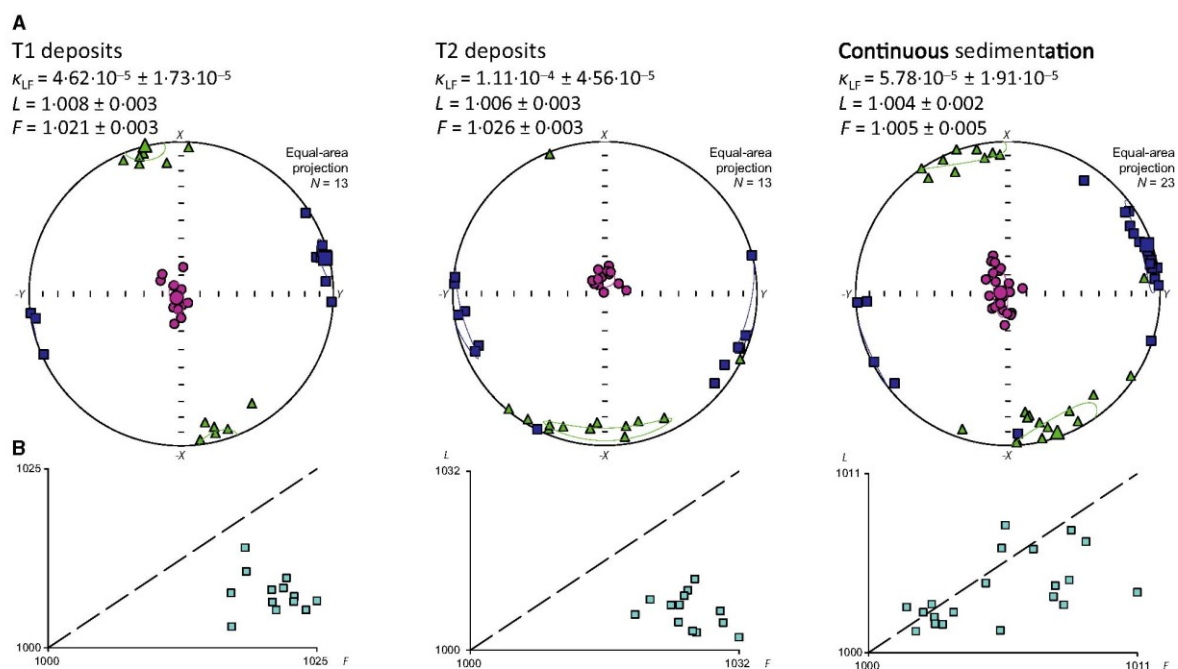 A
T1 deposits
κLF = 4·62·10⁻⁵ ± 1·73·10⁻⁵
L = 1·008 ± 0·003
F = 1·021 ± 0·003
X
Equal-area
projection
N = 13
-Y
Y
-X
T2 deposits
κLF = 1.11·10⁻⁴ ± 4·56·10⁻⁵
L = 1·006 ± 0·003
F = 1·026 ± 0·003
X
Equal-area
projection
N = 13
-Y
Y
-X
Continuous sedimentation
κLF = 5·78·10⁻⁵ ± 1·91·10⁻⁵
L = 1·004 ± 0·002
F = 1·005 ± 0·005
X
Equal-area
projection
N = 23
-Y
Y
-X
B
1025
1000
1000
1025
F
L
1032
1000
1000
1032
F
L
1011
1000
1000
1011
F